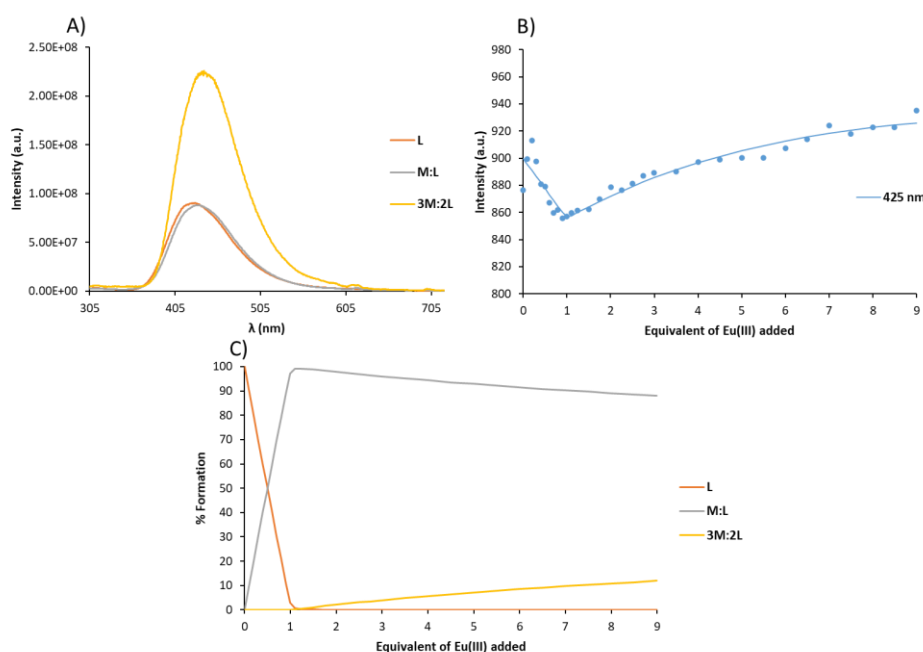 A)
2.50E+08
2.00E+08
1.50E+08
1.00E+08
5.00E+07
0.00E+00
Intensity (a.u.)
305 405 505 605 705
λ (nm)
L
M:L
3M:2L
B)
980
960
940
920
900
880
860
840
820
800
Intensity (a.u.)
0 1 2 3 4 5 6 7 8 9
Equivalent of Eu(III) added
425 nm
C)
100
90
80
70
60
50
40
30
20
10
0
% Formation
0 1 2 3 4 5 6 7 8 9
Equivalent of Eu(III) added
L
M:L
3M:2L